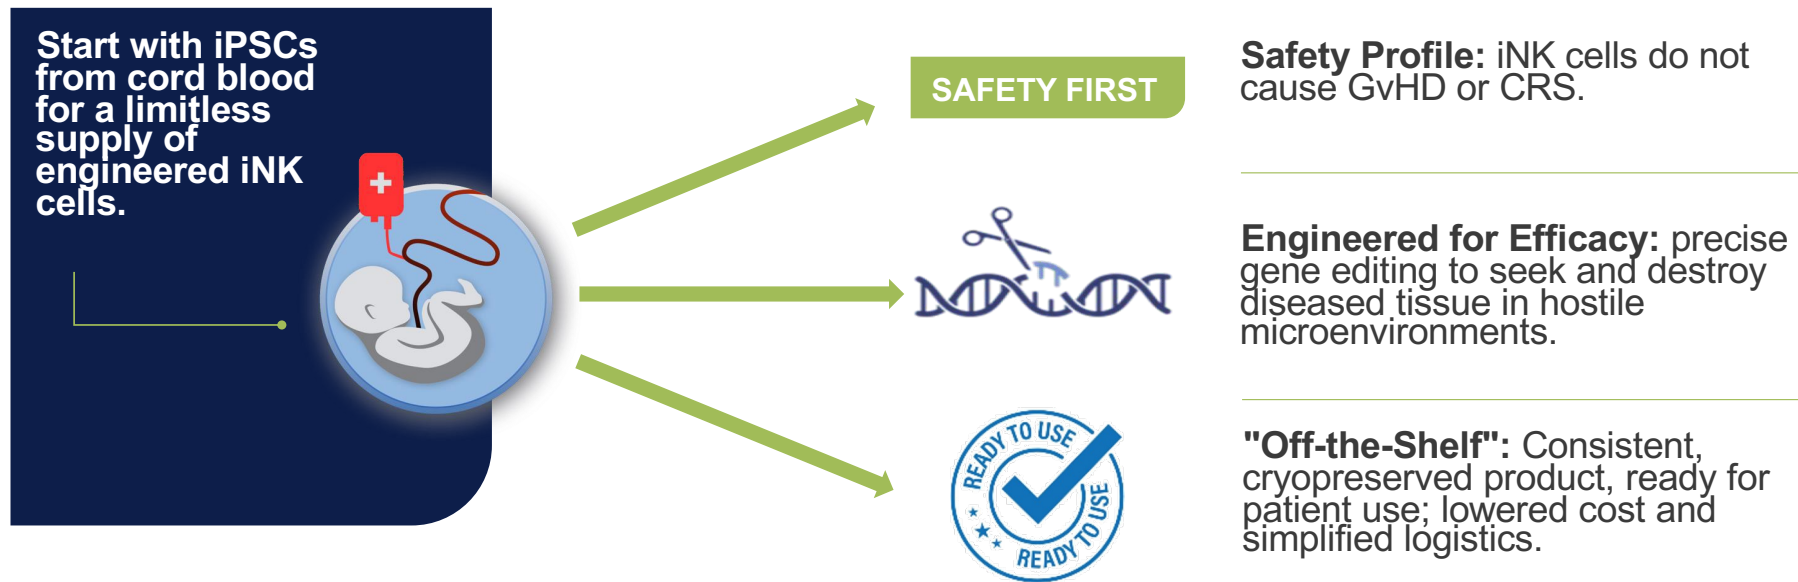 Start with iPSCs
from cord blood
for a limitless
supply of
engineered iNK
cells.
SAFETY FIRST
Safety Profile: iNK cells do not
cause GvHD or CRS.
Engineered for Efficacy: precise
gene editing to seek and destroy
diseased tissue in hostile
microenvironments.
READY TO USE
READY TO USE
"Off-the-Shelf": Consistent,
cryopreserved product, ready for
patient use; lowered cost and
simplified logistics.